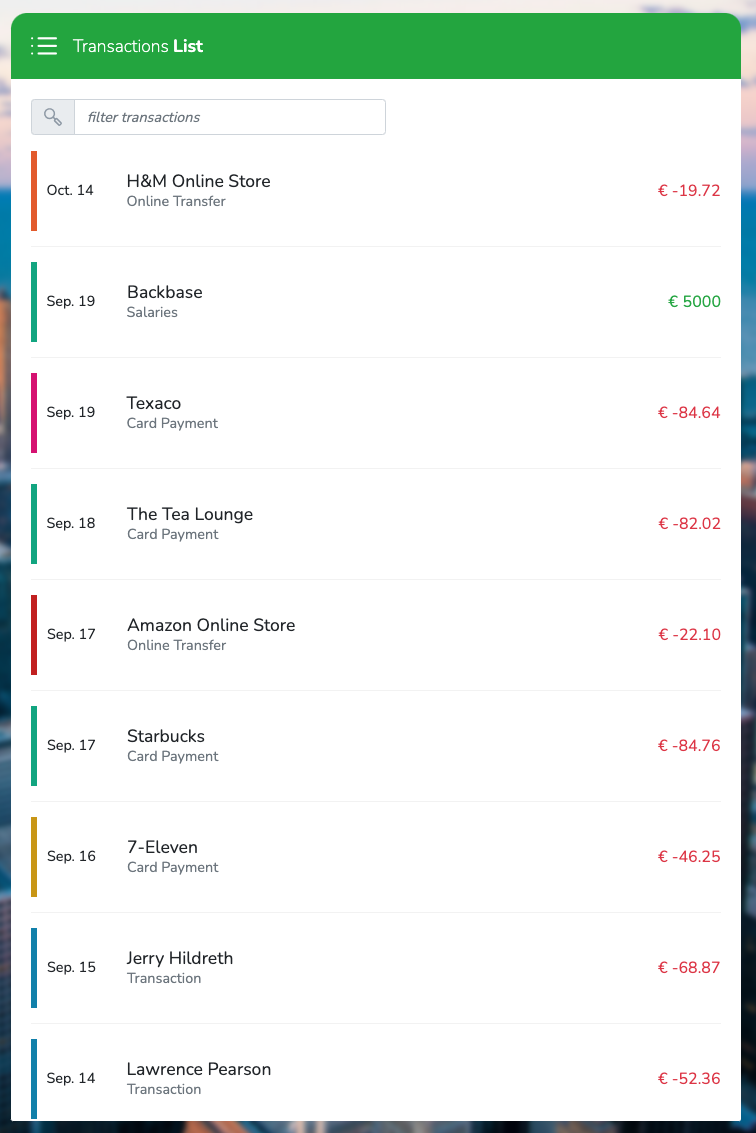 Transactions List
filter transactions
Oct. 14
H&M Online Store
Online Transfer
€ -19.72
Sep. 19
Backbase
Salaries
€ 5000
Sep. 19
Texaco
Card Payment
€ -84.64
Sep. 18
The Tea Lounge
Card Payment
€ -82.02
Sep. 17
Amazon Online Store
Online Transfer
€ -22.10
Sep. 17
Starbucks
Card Payment
€ -84.76
Sep. 16
7-Eleven
Card Payment
€ -46.25
Sep. 15
Jerry Hildreth
Transaction
€ -68.87
Sep. 14
Lawrence Pearson
Transaction
€ -52.36